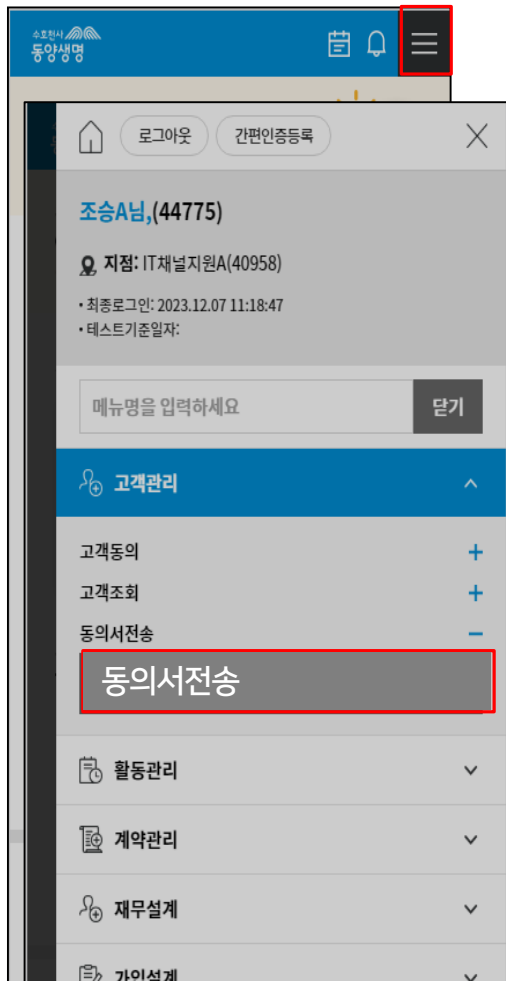 수호천사
동양생명
로그아웃
간편인증등록
조승A님,(44775)
지점: IT채널지원A(40958)
• 최종로그인: 2023.12.07 11:18:47
• 테스트기준일자:
메뉴명을 입력하세요
닫기
고객관리
고객동의
고객조회
동의서전송
동의서전송
활동관리
계약관리
재무설계
가입설계